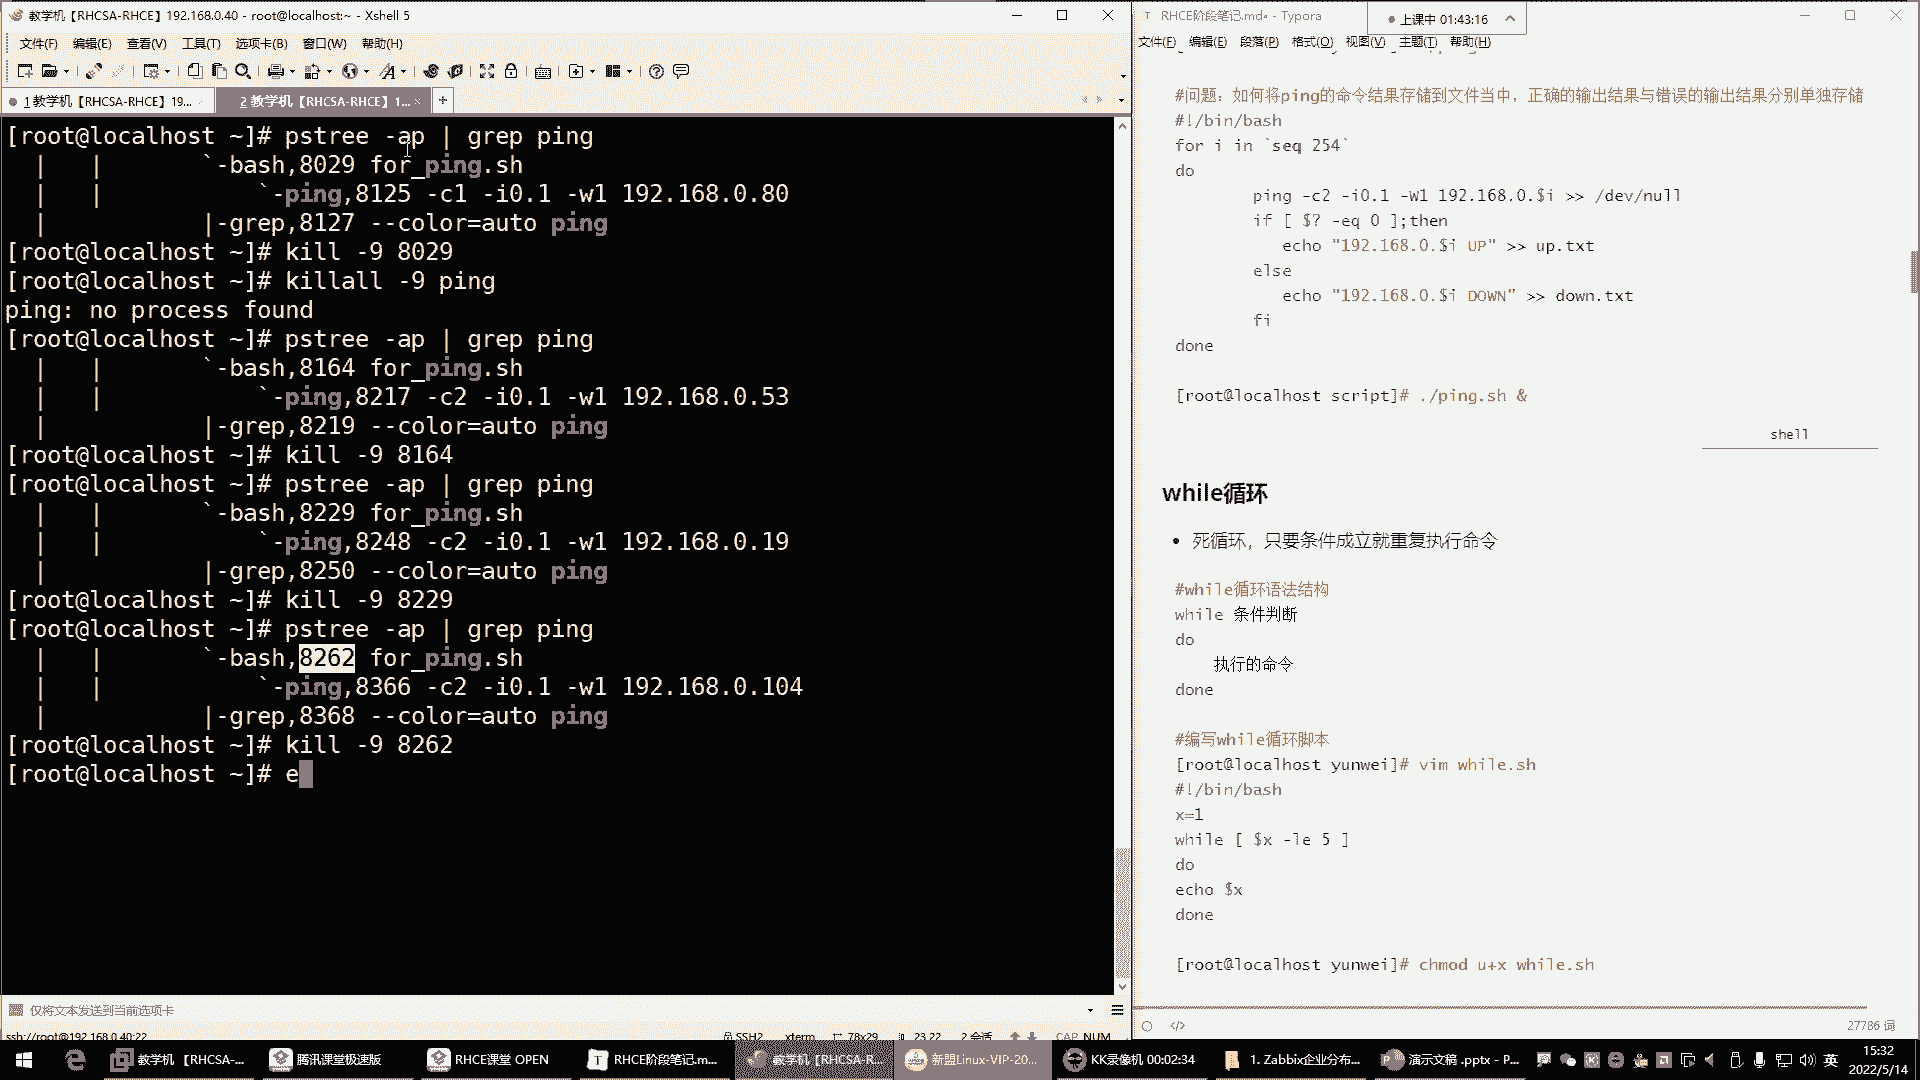 教学机【RHCSA-RHCE】192.168.0.40 - root@localhost:~ - Xshell 5
文件(F) 编辑(E) 查看(V) 工具(T) 选项卡(B) 窗口(W) 帮助(H)
1 教学机【RHCSA-RHCE】19... 2 教学机【RHCSA-RHCE】1... × +
[root@localhost ~]# pstree -ap | grep ping
  |   |       `-bash,8029 for_ping.sh
  |   |           `-ping,8125 -c1 -i0.1 -w1 192.168.0.80
  |           |-grep,8127 --color=auto ping
[root@localhost ~]# kill -9 8029
[root@localhost ~]# killall -9 ping
ping: no process found
[root@localhost ~]# pstree -ap | grep ping
  |   |       `-bash,8164 for_ping.sh
  |   |           `-ping,8217 -c2 -i0.1 -w1 192.168.0.53
  |           |-grep,8219 --color=auto ping
[root@localhost ~]# kill -9 8164
[root@localhost ~]# pstree -ap | grep ping
  |   |       `-bash,8229 for_ping.sh
  |   |           `-ping,8248 -c2 -i0.1 -w1 192.168.0.19
  |           |-grep,8250 --color=auto ping
[root@localhost ~]# kill -9 8229
[root@localhost ~]# pstree -ap | grep ping
  |   |       `-bash,8262 for_ping.sh
  |   |           `-ping,8366 -c2 -i0.1 -w1 192.168.0.104
  |           |-grep,8368 --color=auto ping
[root@localhost ~]# kill -9 8262
[root@localhost ~]# e
仅将文本发送到当前选项卡
ssh://root@192.168.0.40:22 SSH2 xterm 78x29 23,22 2 会话 CAP NUM
RHCE阶段笔记.md• - Typora
上课中 01:43:16
文件(F) 编辑(E) 段落(P) 格式(O) 视图(V) 主题(T) 帮助(H)
#问题：如何将ping的命令结果存储到文件当中，正确的输出结果与错误的输出结果分别单独存储
#!/bin/bash
for i in `seq 254`
do
ping -c2 -i0.1 -W1 192.168.0.$i >> /dev/null
if [ $? -eq 0 ];then
echo "192.168.0.$i UP" >> up.txt
else
echo "192.168.0.$i DOWN" >> down.txt
fi
done
[root@localhost script]# ./ping.sh &
shell
while循环
• 死循环，只要条件成立就重复执行命令
#while循环语法结构
while 条件判断
do
执行的命令
done
#编写while循环脚本
[root@localhost yunwei]# vim while.sh
#!/bin/bash
x=1
while [ $x -le 5 ]
do
echo $x
done
[root@localhost yunwei]# chmod u+x while.sh
27786 词
教学机 【RHCSA-... 腾讯课堂极速版 RHCE课堂 OPEN RHCE阶段笔记.m... 教学机【RHCSA-R... 新盟Linux-VIP-20... KK录像机 00:02:34 1. Zabbix企业分布... 演示文稿 .pptx - P... 英
15:32
2022/5/14